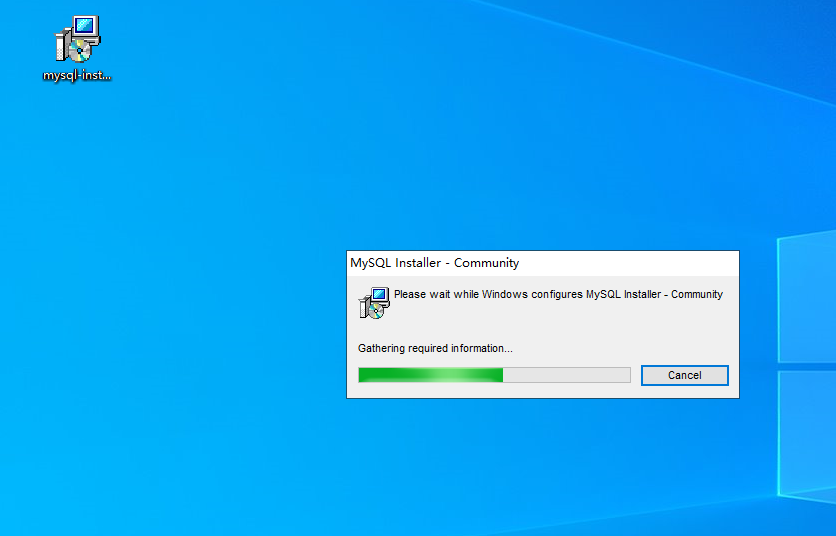 mysql-inst...
MySQL Installer - Community
Please wait while Windows configures MySQL Installer - Community
Gathering required information...
Cancel